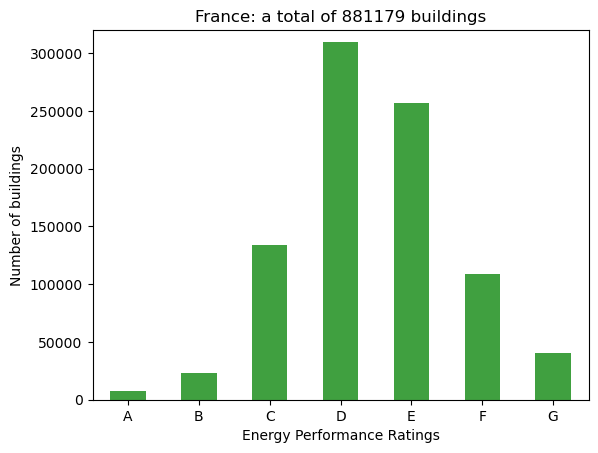 France: a total of 881179 buildings
300000
250000
200000
150000
100000
50000
0
Number of buildings
A B C D E F G
Energy Performance Ratings